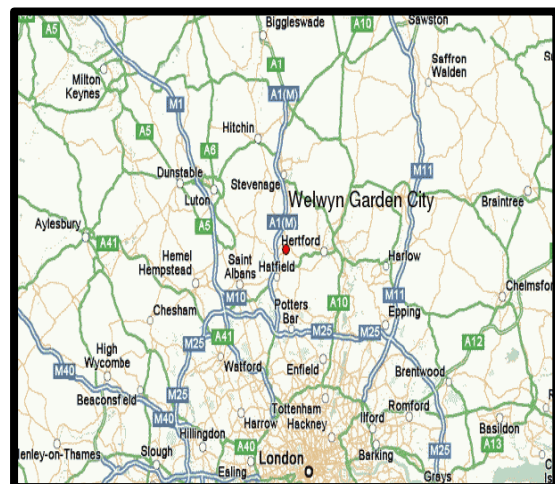 Biggleswade
A10
Sawston
A5
Saffron
Walden
A1
Milton
Keynes
M1
A1(M)
A5
Hitchin
A6
M11
Dunstable
Stevenage
Luton
Welwyn Garden City
Braintree
A5
A1(M)
Aylesbury
A41
Hertford
Hemel
Hempstead
Saint
Albans
Hatfield
Harlow
M10
A10
M11
Chelmsfor
Chesham
Potters
Bar
Epping
M25
M25
A12
High
Wycombe
M25
A41
M40
Watford
Enfield
Brentwood
Beaconsfield
M25
Tottenham
Hackney
Romford
M40
Harrow
Ilford
Basildon
Hillingdon
A40
M25
A13
Henley-on-Thames
Slough
London
Barking
Ealing
Grays